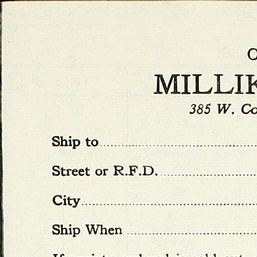 MILLIK
385 W. Co
Ship to
Street or R.F.D.
City
Ship When